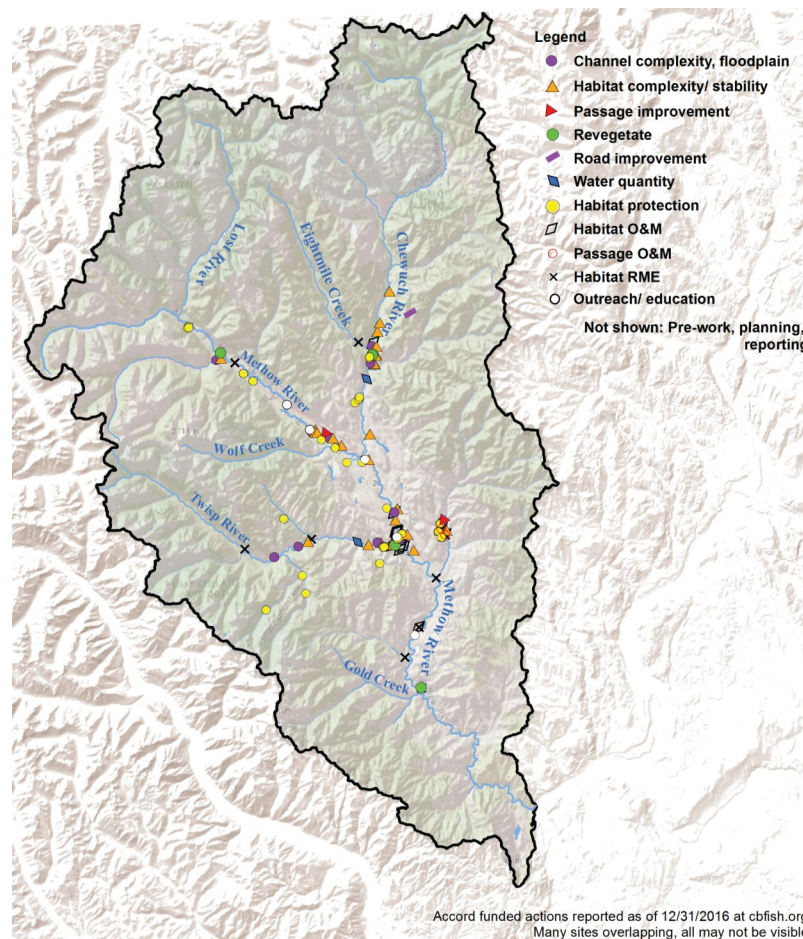 Legend
Channel complexity, floodplain
Habitat complexity/ stability
Passage improvement
Revegetate
Road improvement
Water quantity
Habitat protection
Habitat O&M
Passage O&M
Habitat RME
Outreach/ education
Not shown: Pre-work, planning,
reporting
Lost River
Eightmile Creek
Chewuch River
Methow River
Wolf Creek
Twisp River
Methow River
Gold Creek
Accord funded actions reported as of 12/31/2016 at cbfish.org
Many sites overlapping, all may not be visible